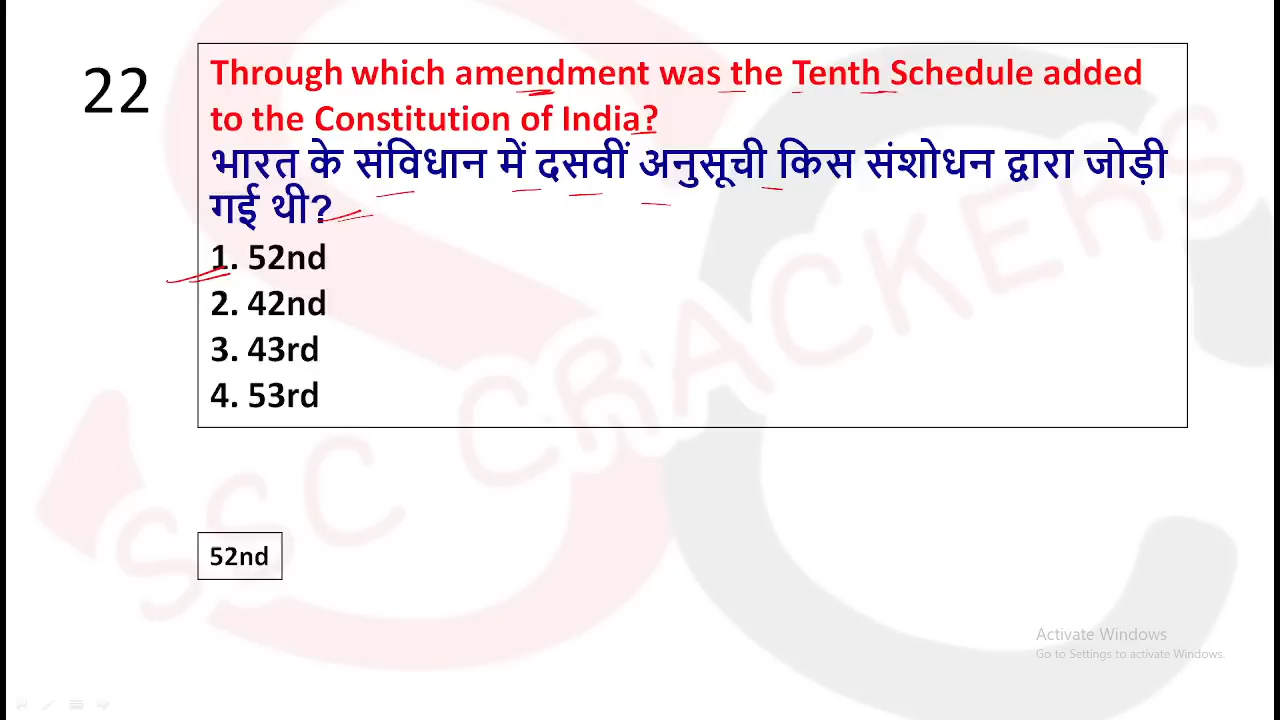 22
Through which amendment was the Tenth Schedule added
to the Constitution of India?
भारत के संविधान में दसवीं अनुसूची किस संशोधन द्वारा जोड़ी
गई थी?
1. 52nd
2. 42nd
3. 43rd
4. 53rd
SSC CRACKERS
52nd
Activate Windows
Go to Settings to activate Windows.